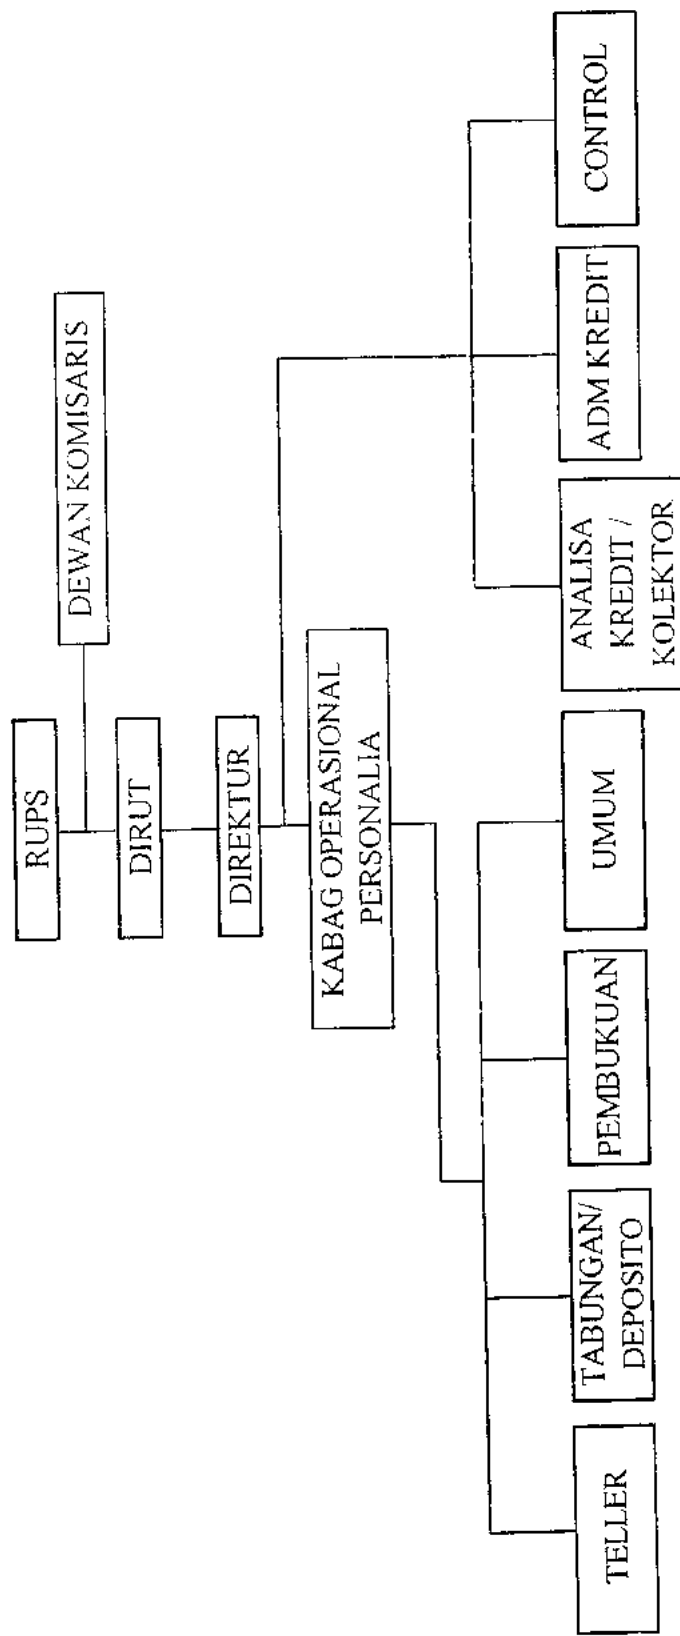 RUPS
DEWAN KOMISARIS
DIRUT
DIREKTUR
KABAG OPERASIONAL
PERSONALIA
TELLER
TABUNGAN/
DEPOSITO
PEMBUKUAN
UMUM
ANALISA
KREDIT /
KOLEKTOR
ADM KREDIT
CONTROL